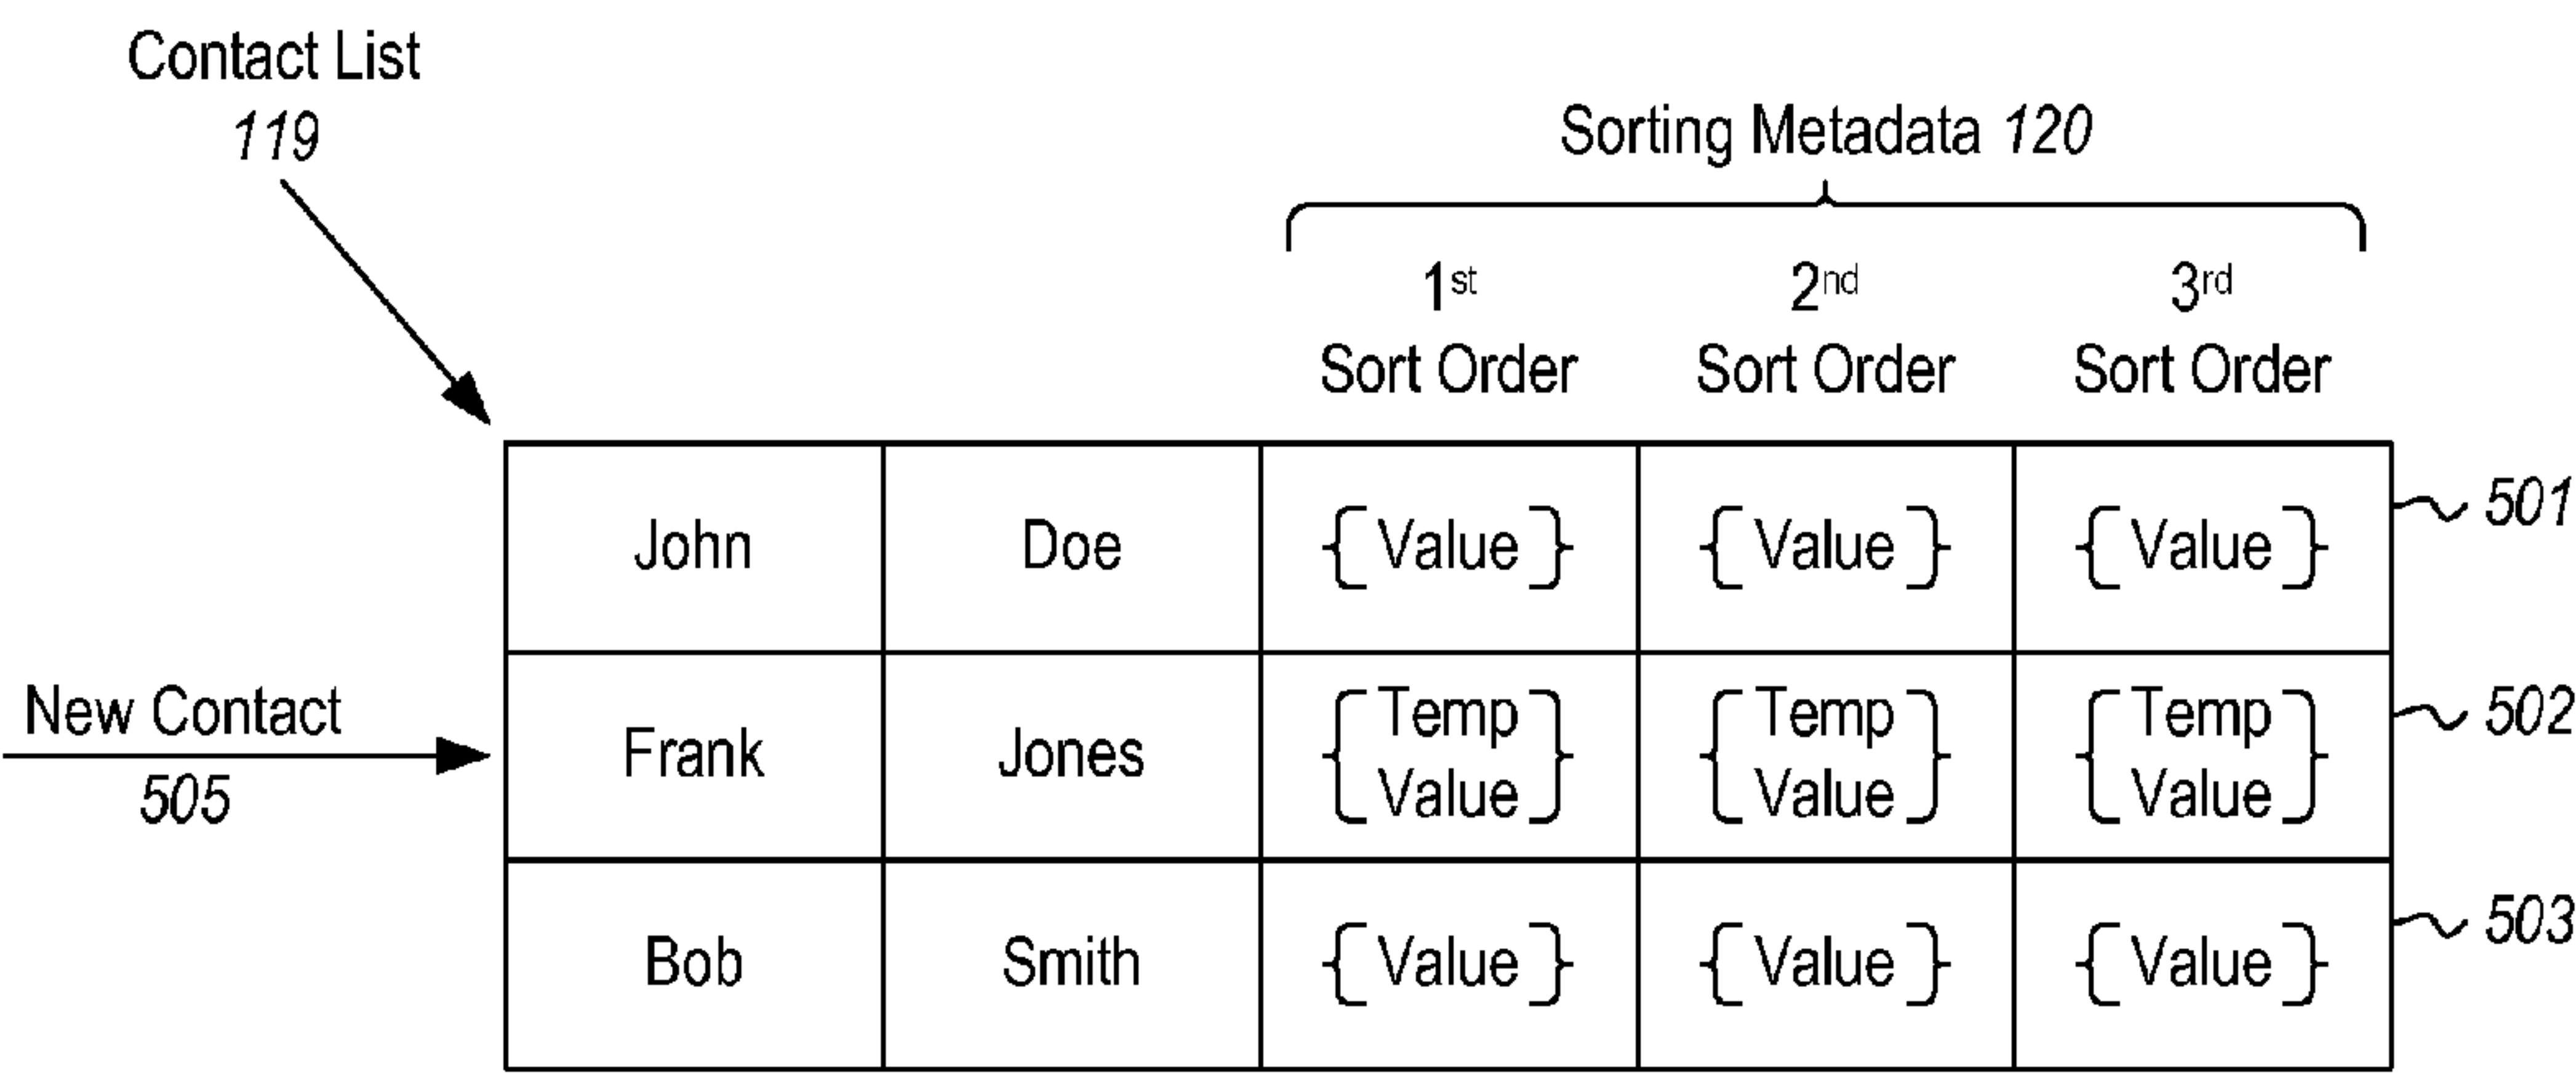 Contact List
119
Sorting Metadata 120
1st 2nd 3rd
Sort Order Sort Order Sort Order
John Doe {Value} {Value} {Value} 501
New Contact
505
Frank Jones {Temp Value} {Temp Value} {Temp Value} 502
Bob Smith {Value} {Value} {Value} 503